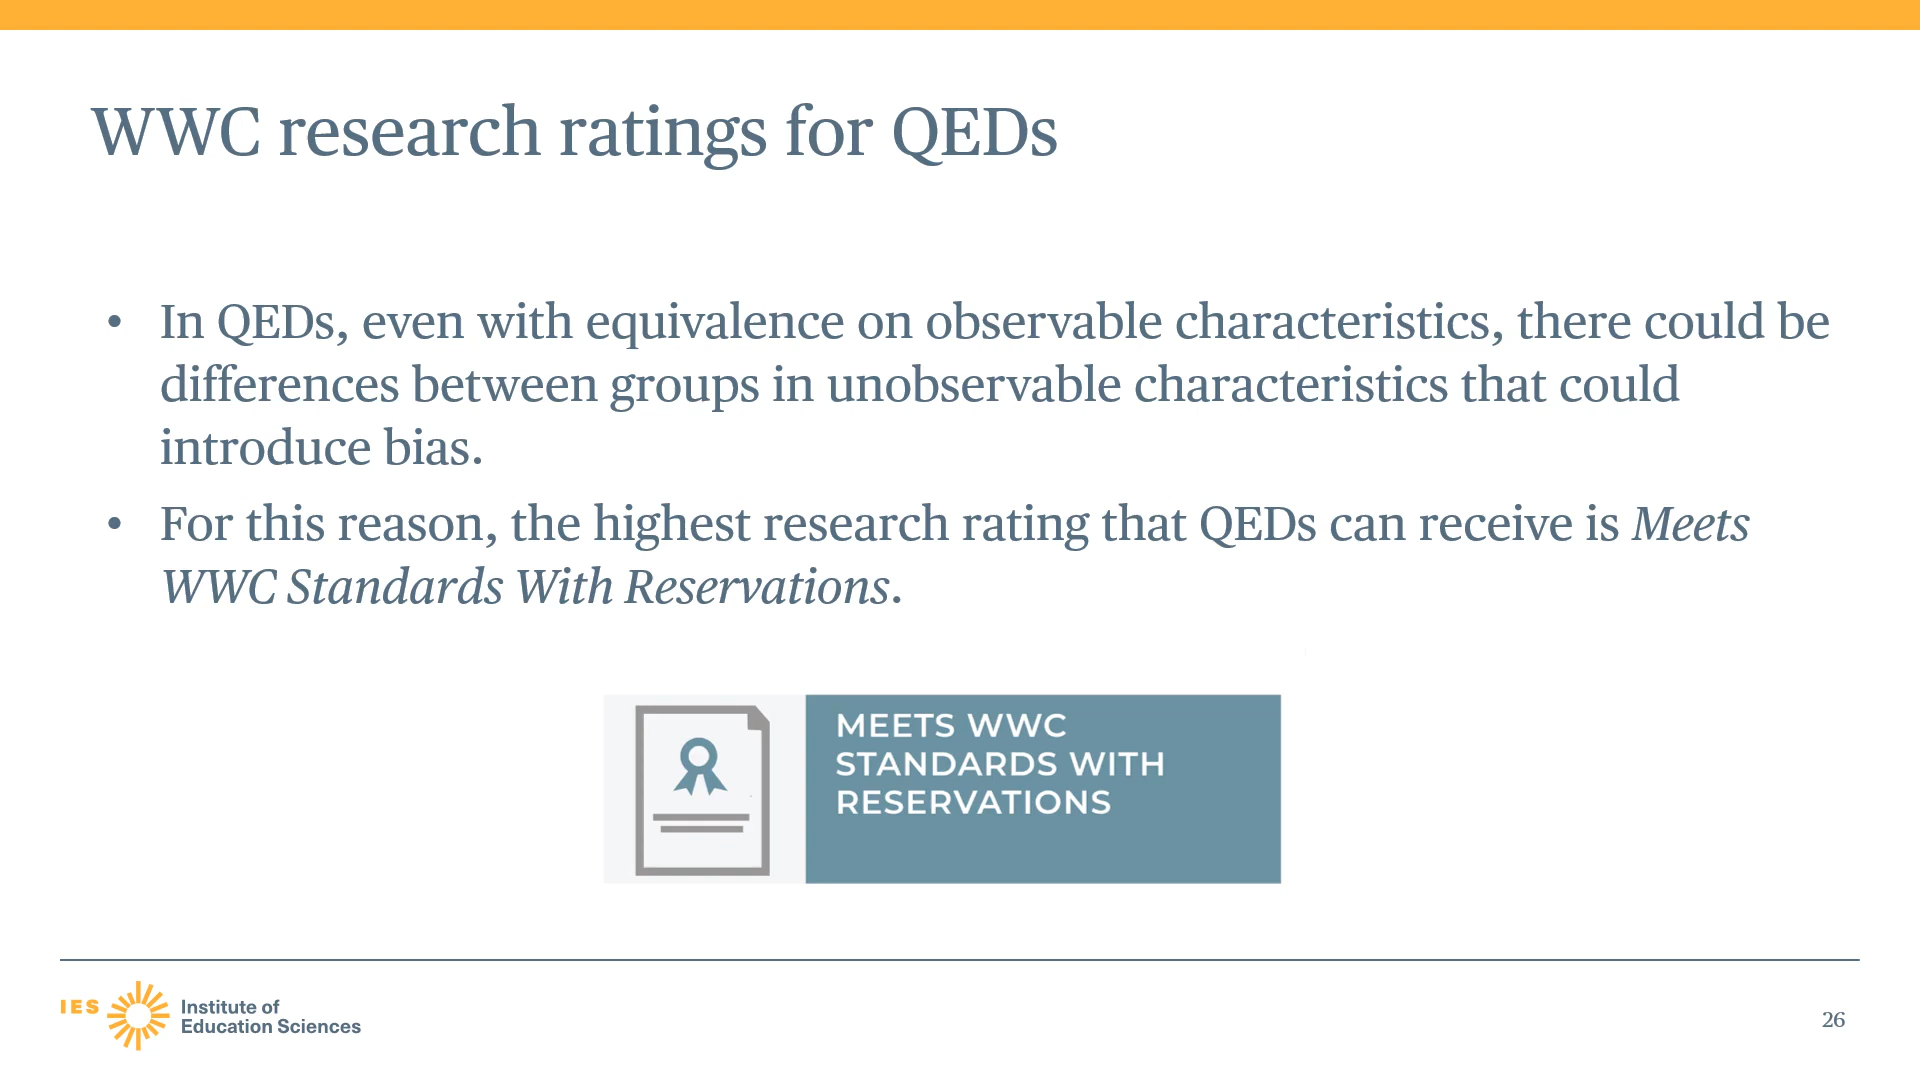 WWC research ratings for QEDs
• In QEDs, even with equivalence on observable characteristics, there could be
differences between groups in unobservable characteristics that could
introduce bias.
• For this reason, the highest research rating that QEDs can receive is Meets
WWC Standards With Reservations.
MEETS WWC
STANDARDS WITH
RESERVATIONS
IES
Institute of
Education Sciences
26